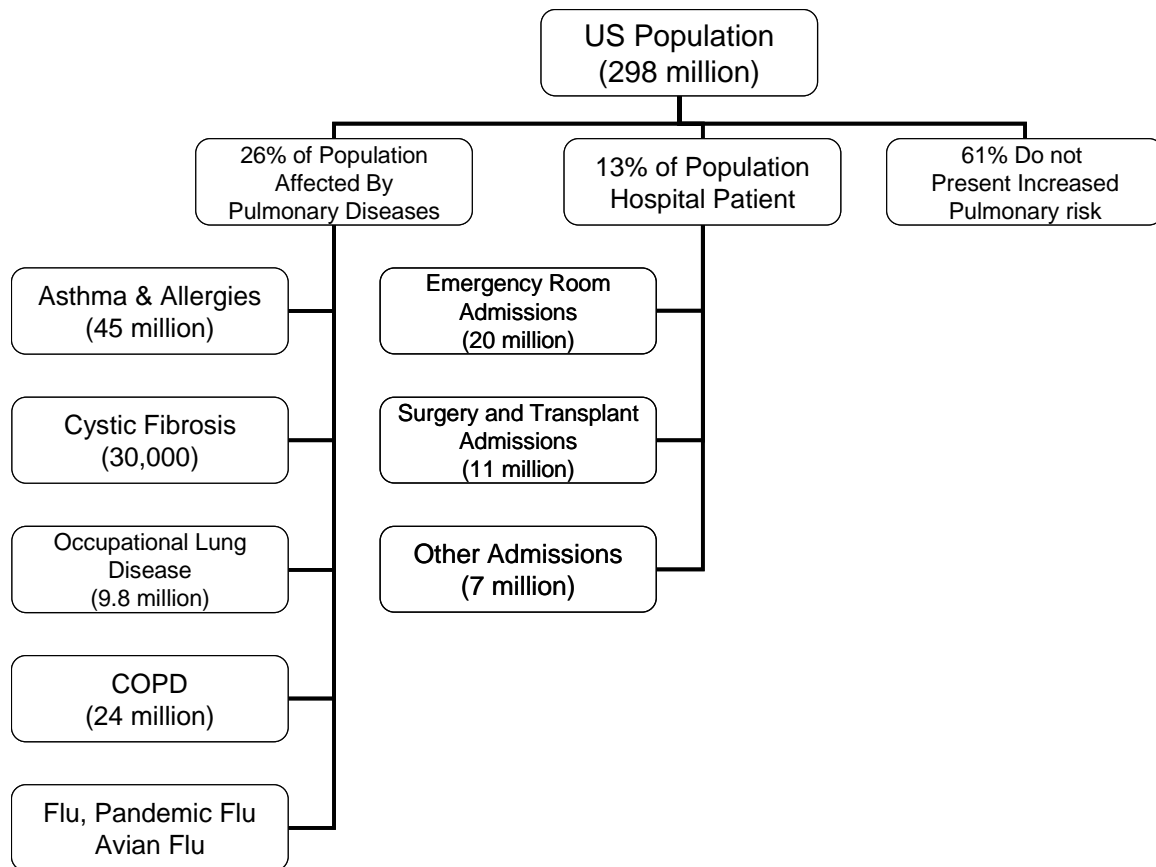 US Population
(298 million)
26% of Population
Affected By
Pulmonary Diseases
13% of Population
Hospital Patient
61% Do not
Present Increased
Pulmonary risk
Asthma & Allergies
(45 million)
Cystic Fibrosis
(30,000)
Occupational Lung
Disease
(9.8 million)
COPD
(24 million)
Flu, Pandemic Flu
Avian Flu
Emergency Room
Admissions
(20 million)
Surgery and Transplant
Admissions
(11 million)
Other Admissions
(7 million)